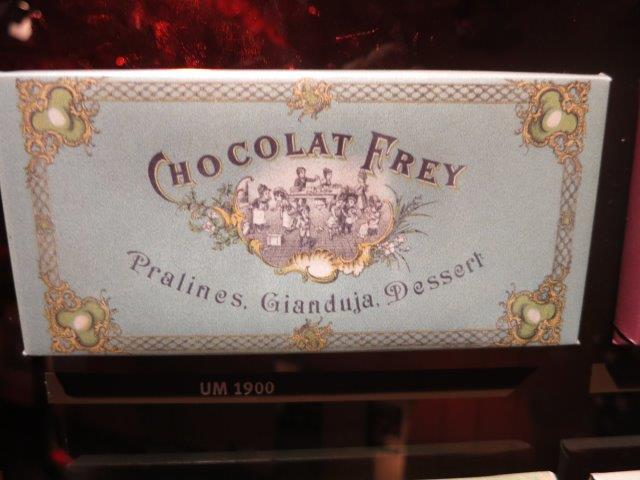 CHOCOLAT FREY
Pralines, Gianduja, Dessert
UM 1900